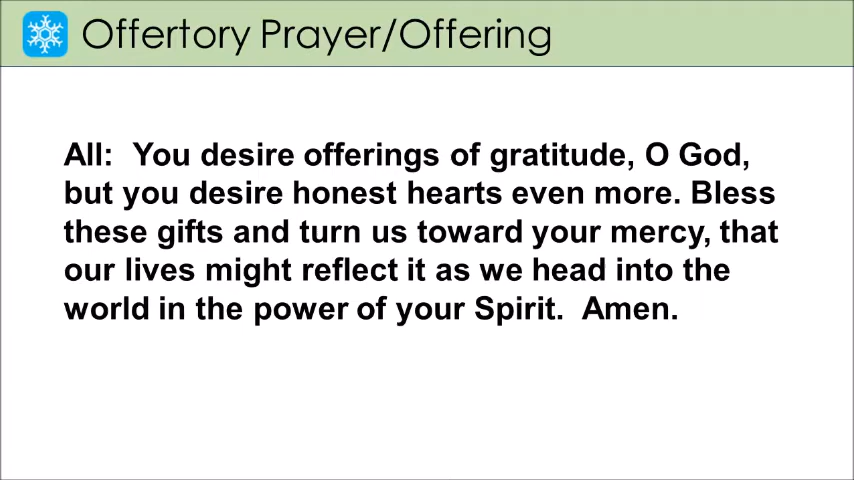 Offertory Prayer/Offering
All:  You desire offerings of gratitude, O God,
but you desire honest hearts even more. Bless
these gifts and turn us toward your mercy, that
our lives might reflect it as we head into the
world in the power of your Spirit.  Amen.